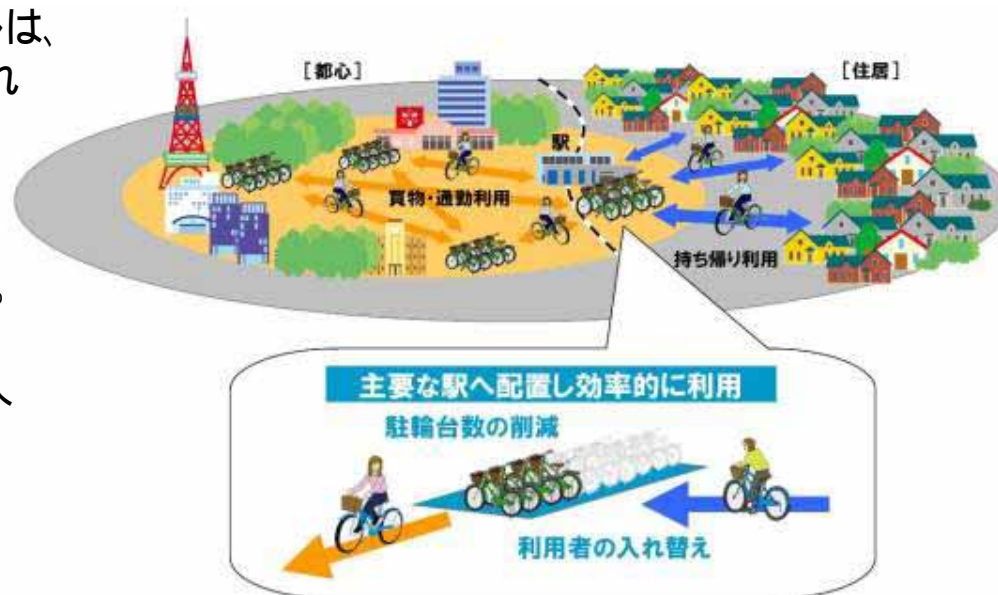 は、
れ
[都心]
[住居]
駅
買物・通勤利用
持ち帰り利用
主要な駅へ配置し効率的に利用
駐輪台数の削減
利用者の入れ替え